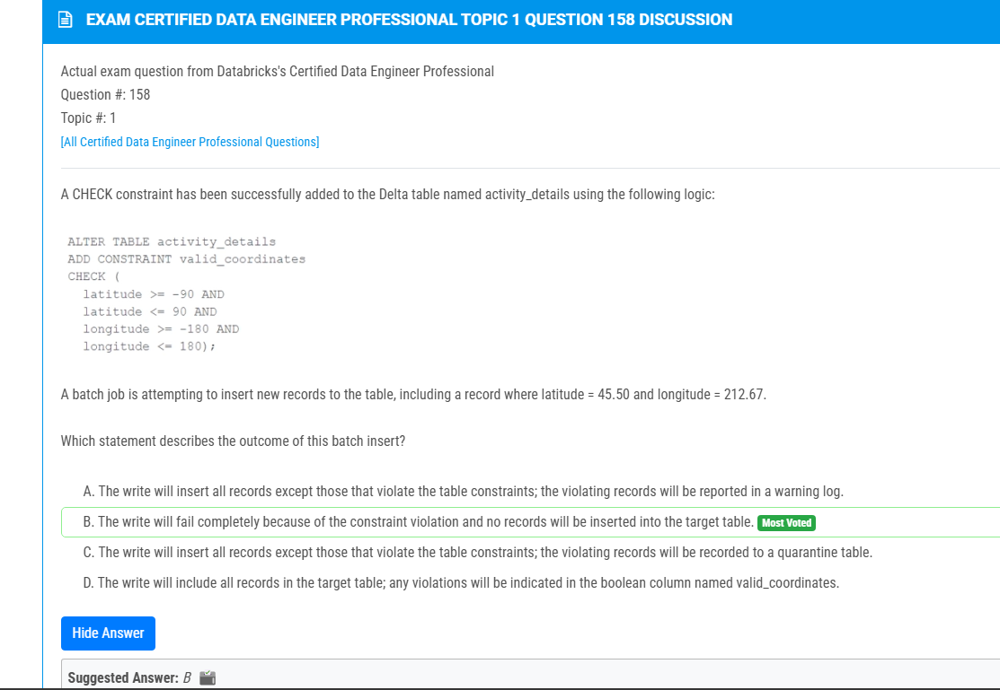 EXAM CERTIFIED DATA ENGINEER PROFESSIONAL TOPIC 1 QUESTION 158 DISCUSSION
Actual exam question from Databricks's Certified Data Engineer Professional
Question #: 158
Topic #: 1
[All Certified Data Engineer Professional Questions]
A CHECK constraint has been successfully added to the Delta table named activity_details using the following logic:
ALTER TABLE activity_details
ADD CONSTRAINT valid_coordinates
CHECK (
latitude >= -90 AND
latitude <= 90 AND
longitude >= -180 AND
longitude <= 180);
A batch job is attempting to insert new records to the table, including a record where latitude = 45.50 and longitude = 212.67.
Which statement describes the outcome of this batch insert?
A. The write will insert all records except those that violate the table constraints; the violating records will be reported in a warning log.
B. The write will fail completely because of the constraint violation and no records will be inserted into the target table. Most Voted
C. The write will insert all records except those that violate the table constraints; the violating records will be recorded to a quarantine table.
D. The write will include all records in the target table; any violations will be indicated in the boolean column named valid_coordinates.
Hide Answer
Suggested Answer: B